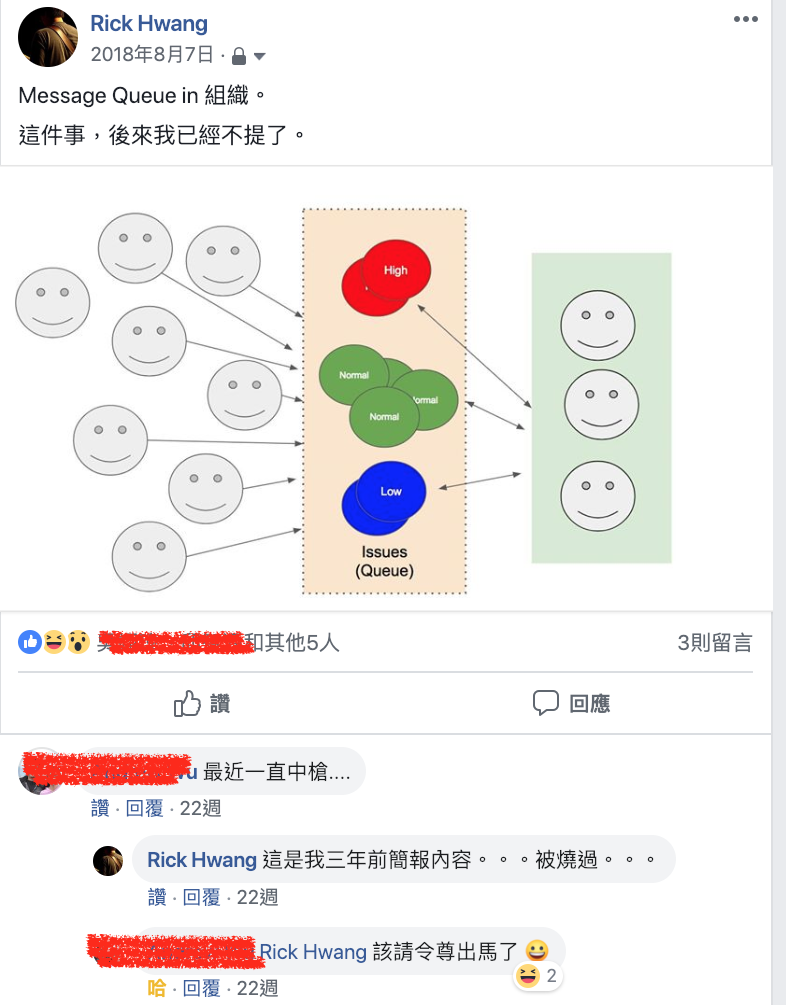 Rick Hwang
2018年8月7日 ·
Message Queue in 組織。
這件事，後來我已經不提了。
High
Normal
ormal
Normal
Low
Issues
(Queue)
和其他5人
3則留言
讚
回應
最近一直中槍....
讚 · 回覆 · 22週
Rick Hwang 這是我三年前簡報內容。。。被燒過。。。
讚 · 回覆 · 22週
Rick Hwang 該請令尊出馬了 😀
2
哈 · 回覆 · 22週